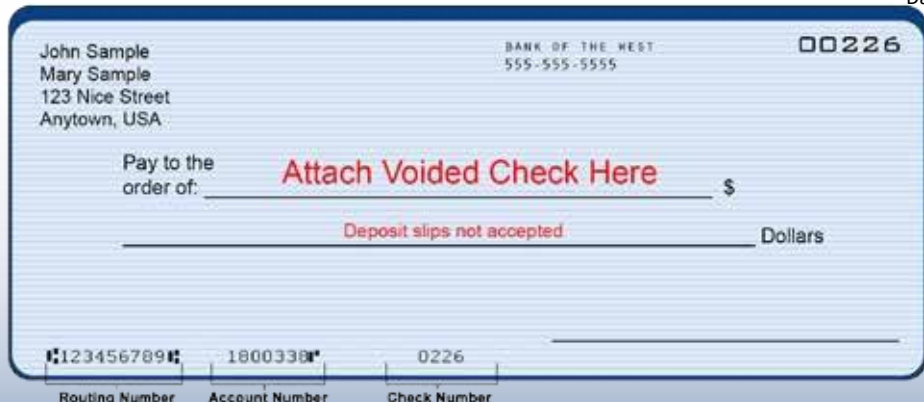 John Sample
Mary Sample
123 Nice Street
Anytown, USA
BANK OF THE WEST
555-555-5555
00226
Pay to the
order of:
Attach Voided Check Here
$
Deposit slips not accepted
Dollars
⑆123456789⑆ 1800338⑈ 0226
Routing Number Account Number Check Number